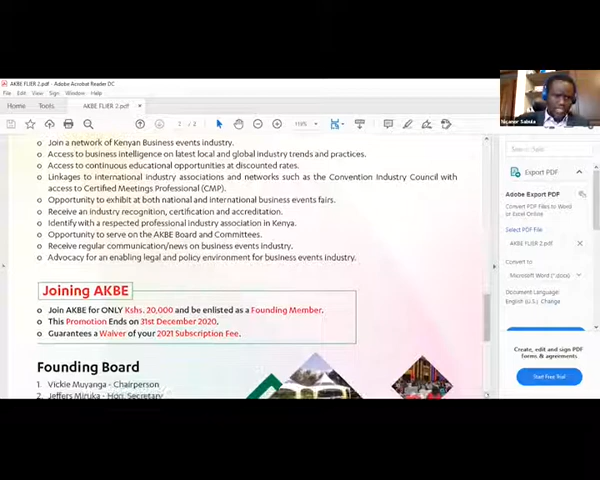 AKBE FLIER 2.pdf - Adobe Acrobat Reader DC
File Edit View Sign Window Help
Home Tools AKBE FLIER 2.pdf ×
2 / 2
Nicanor Sabula
Join a network of Kenyan Business events industry.
o Access to business intelligence on latest local and global industry trends and practices.
o Access to continuous educational opportunities at discounted rates.
o Linkages to international industry associations and networks such as the Convention Industry Council with
access to Certified Meetings Professional (CMP).
o Opportunity to exhibit at both national and international business events fairs.
o Receive an industry recognition, certification and accreditation.
o Identify with a respected professional industry association in Kenya.
o Opportunity to serve on the AKBE Board and Committees.
o Receive regular communication/news on business events industry.
o Advocacy for an enabling legal and policy environment for business events industry.
Joining AKBE
o Join AKBE for ONLY Kshs. 20,000 and be enlisted as a Founding Member.
o This Promotion Ends on 31st December 2020.
o Guarantees a Waiver of your 2021 Subscription Fee.
Founding Board
1. Vickie Muyanga - Chairperson
2. Jeffers Miruka - Hon. Secretary
Export PDF
Adobe Export PDF
Convert PDF Files to Word
or Excel Online
Select PDF File
AKBE FLIER 2.pdf ×
Convert to
Microsoft Word (*.docx)
Document Language:
English (U.S.) Change
Create, edit and sign PDF
forms & agreements
Start Free Trial